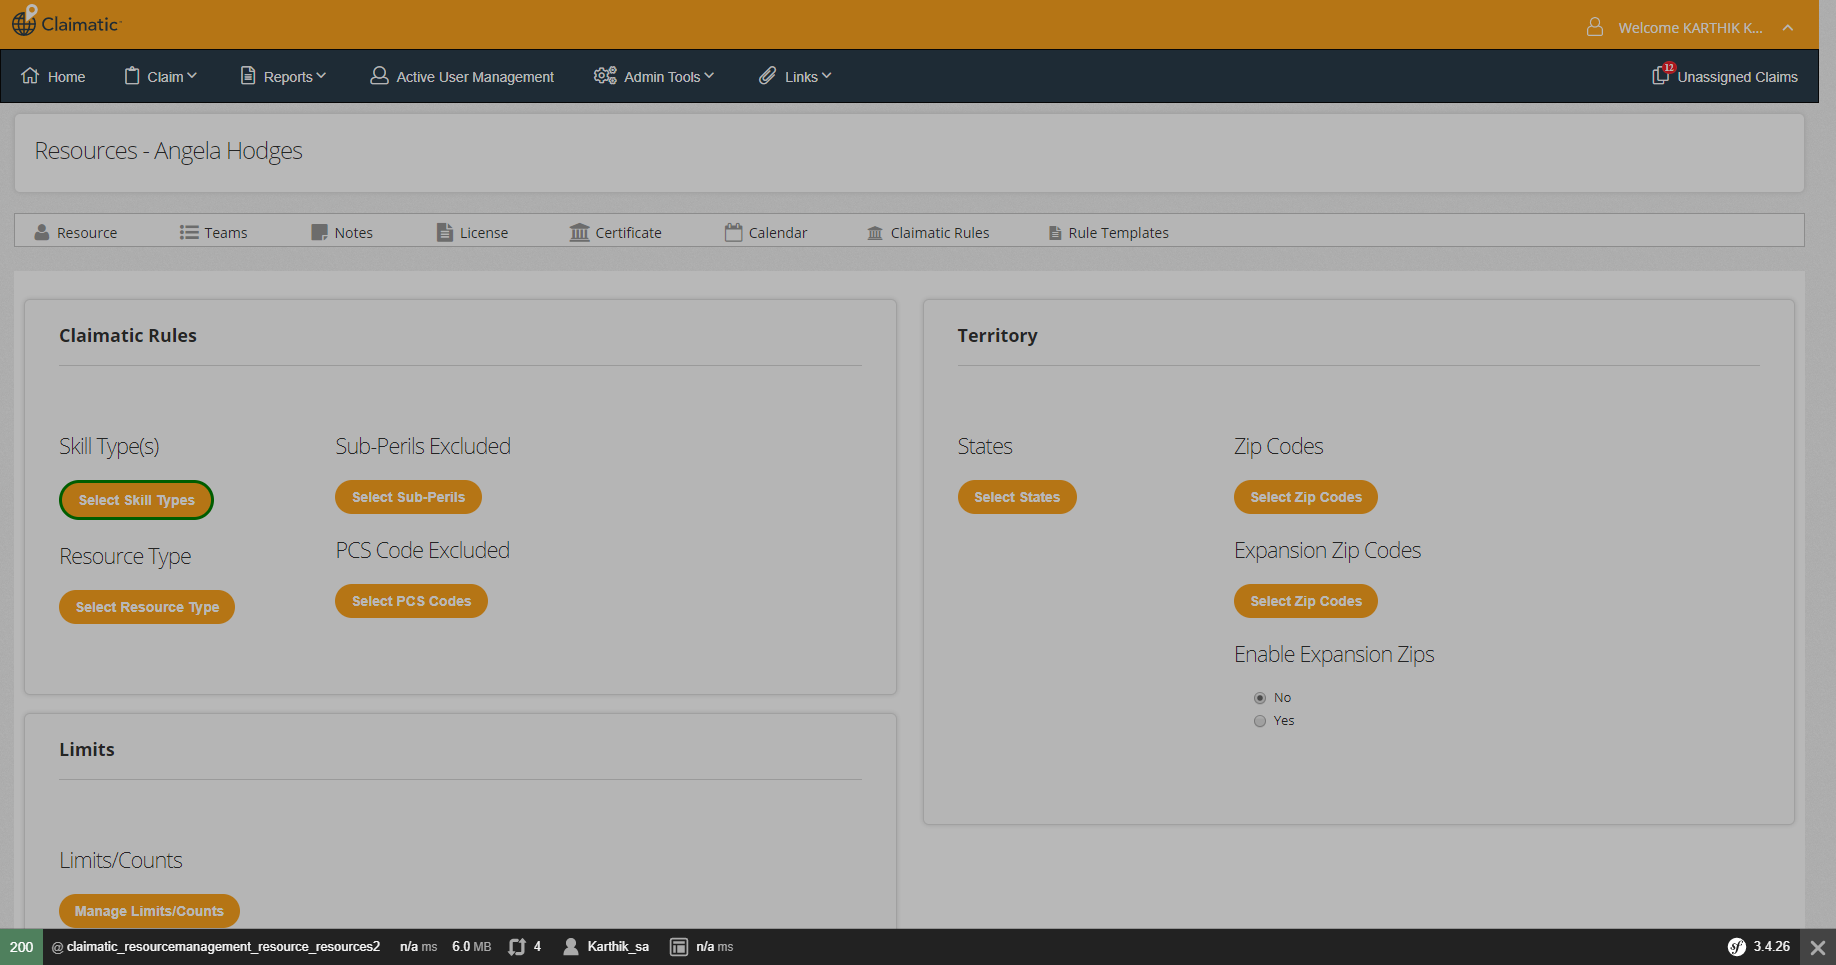 Claimatic
Welcome KARTHIK K...
Home
Claim
Reports
Active User Management
Admin Tools
Links
12
Unassigned Claims
Resources - Angela Hodges
Resource
Teams
Notes
License
Certificate
Calendar
Claimatic Rules
Rule Templates
Claimatic Rules
Skill Type(s)
Sub-Perils Excluded
Select Skill Types
Select Sub-Perils
Resource Type
PCS Code Excluded
Select Resource Type
Select PCS Codes
Territory
States
Zip Codes
Select States
Select Zip Codes
Expansion Zip Codes
Select Zip Codes
Enable Expansion Zips
No
Yes
Limits
Limits/Counts
Manage Limits/Counts
200 @ claimatic_resourcemanagement_resource_resources2 n/a ms 6.0 MB 4 Karthik_sa n/a ms sf 3.4.26